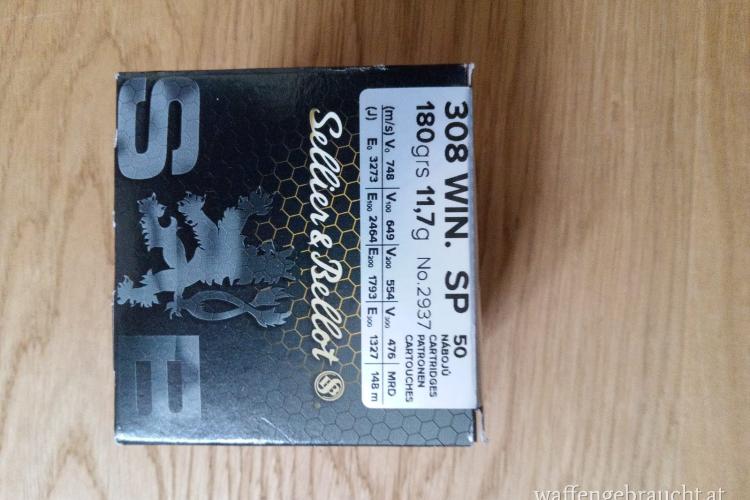 308 WIN. SP 50
NÁBOJŮ
CARTRIDGES
PATRONEN
CARTOUCHES
180grs 11,7g No.2937
(m/s) V₀ 748 V₁₀₀ 649 V₂₀₀ 554 V₃₀₀ 476 MRD
(J) E₀ 3273 E₁₀₀ 2464 E₂₀₀ 1793 E₃₀₀ 1327 148 m
Sellier & Bellot
S B
waffengebraucht.at